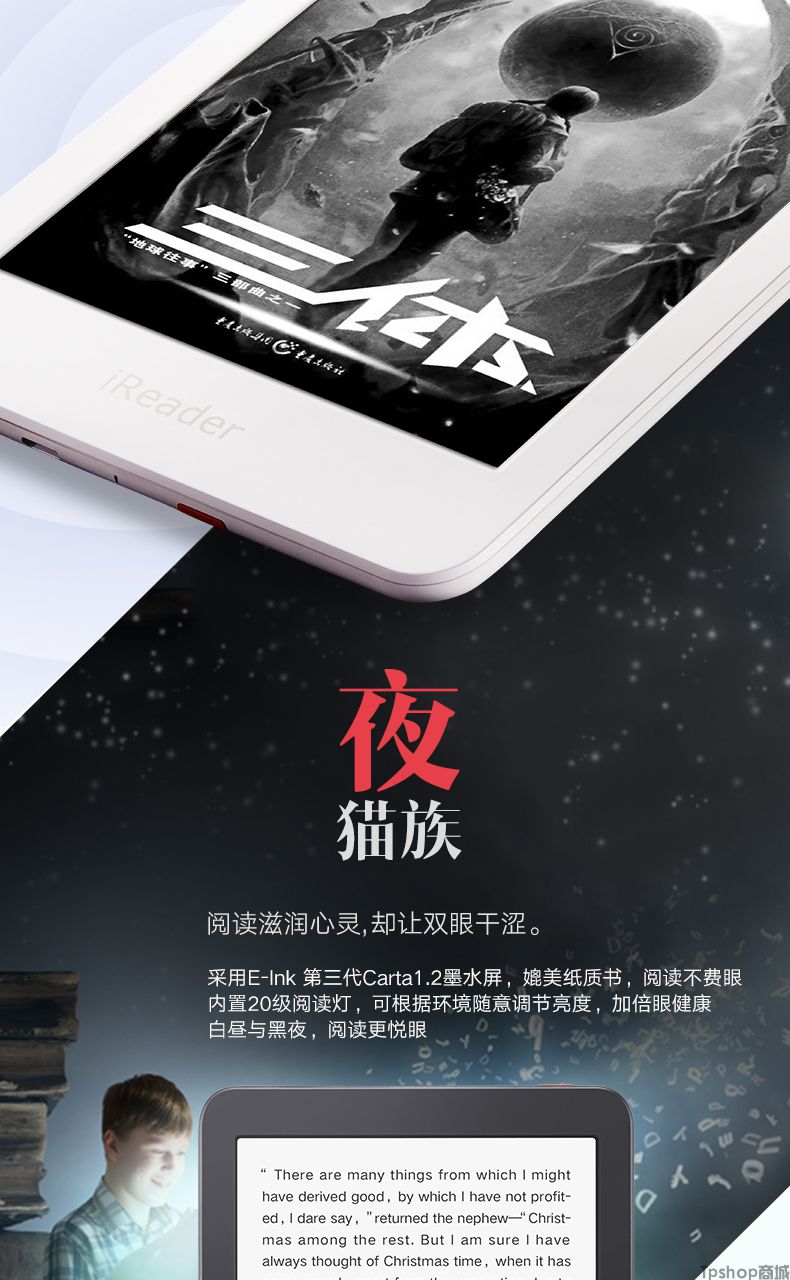 三体
“地球往事”三部曲之一
重庆出版集团 重庆出版社
iReader
夜
猫族
阅读滋润心灵,却让双眼干涩。
采用E-Ink 第三代Carta1.2墨水屏，媲美纸质书，阅读不费眼
内置20级阅读灯，可根据环境随意调节亮度，加倍眼健康
白昼与黑夜，阅读更悦眼
“ There are many things from which I might
have derived good, by which I have not profit-
ed, I dare say, ” returned the nephew—“ Christ-
mas among the rest. But I am sure I have
always thought of Christmas time, when it has
Tpshop商城